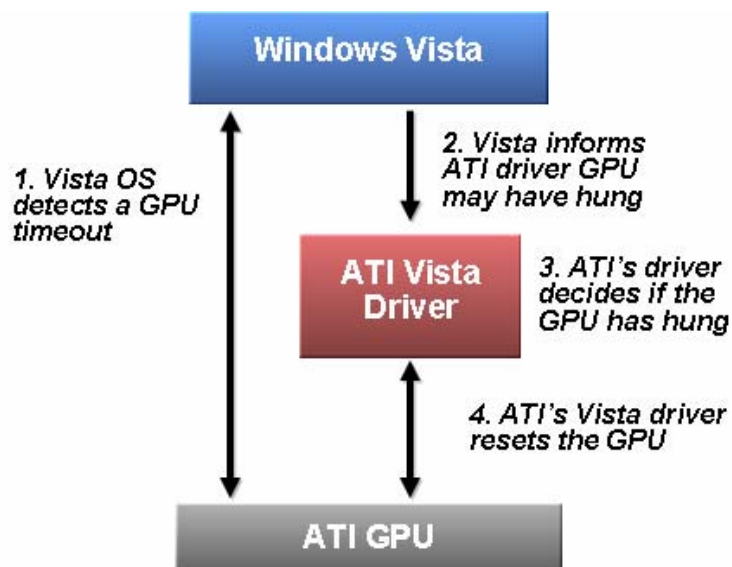 Windows Vista
1. Vista OS
detects a GPU
timeout
2. Vista informs
ATI driver GPU
may have hung
ATI Vista
Driver
3. ATI's driver
decides if the
GPU has hung
4. ATI's Vista driver
resets the GPU
ATI GPU